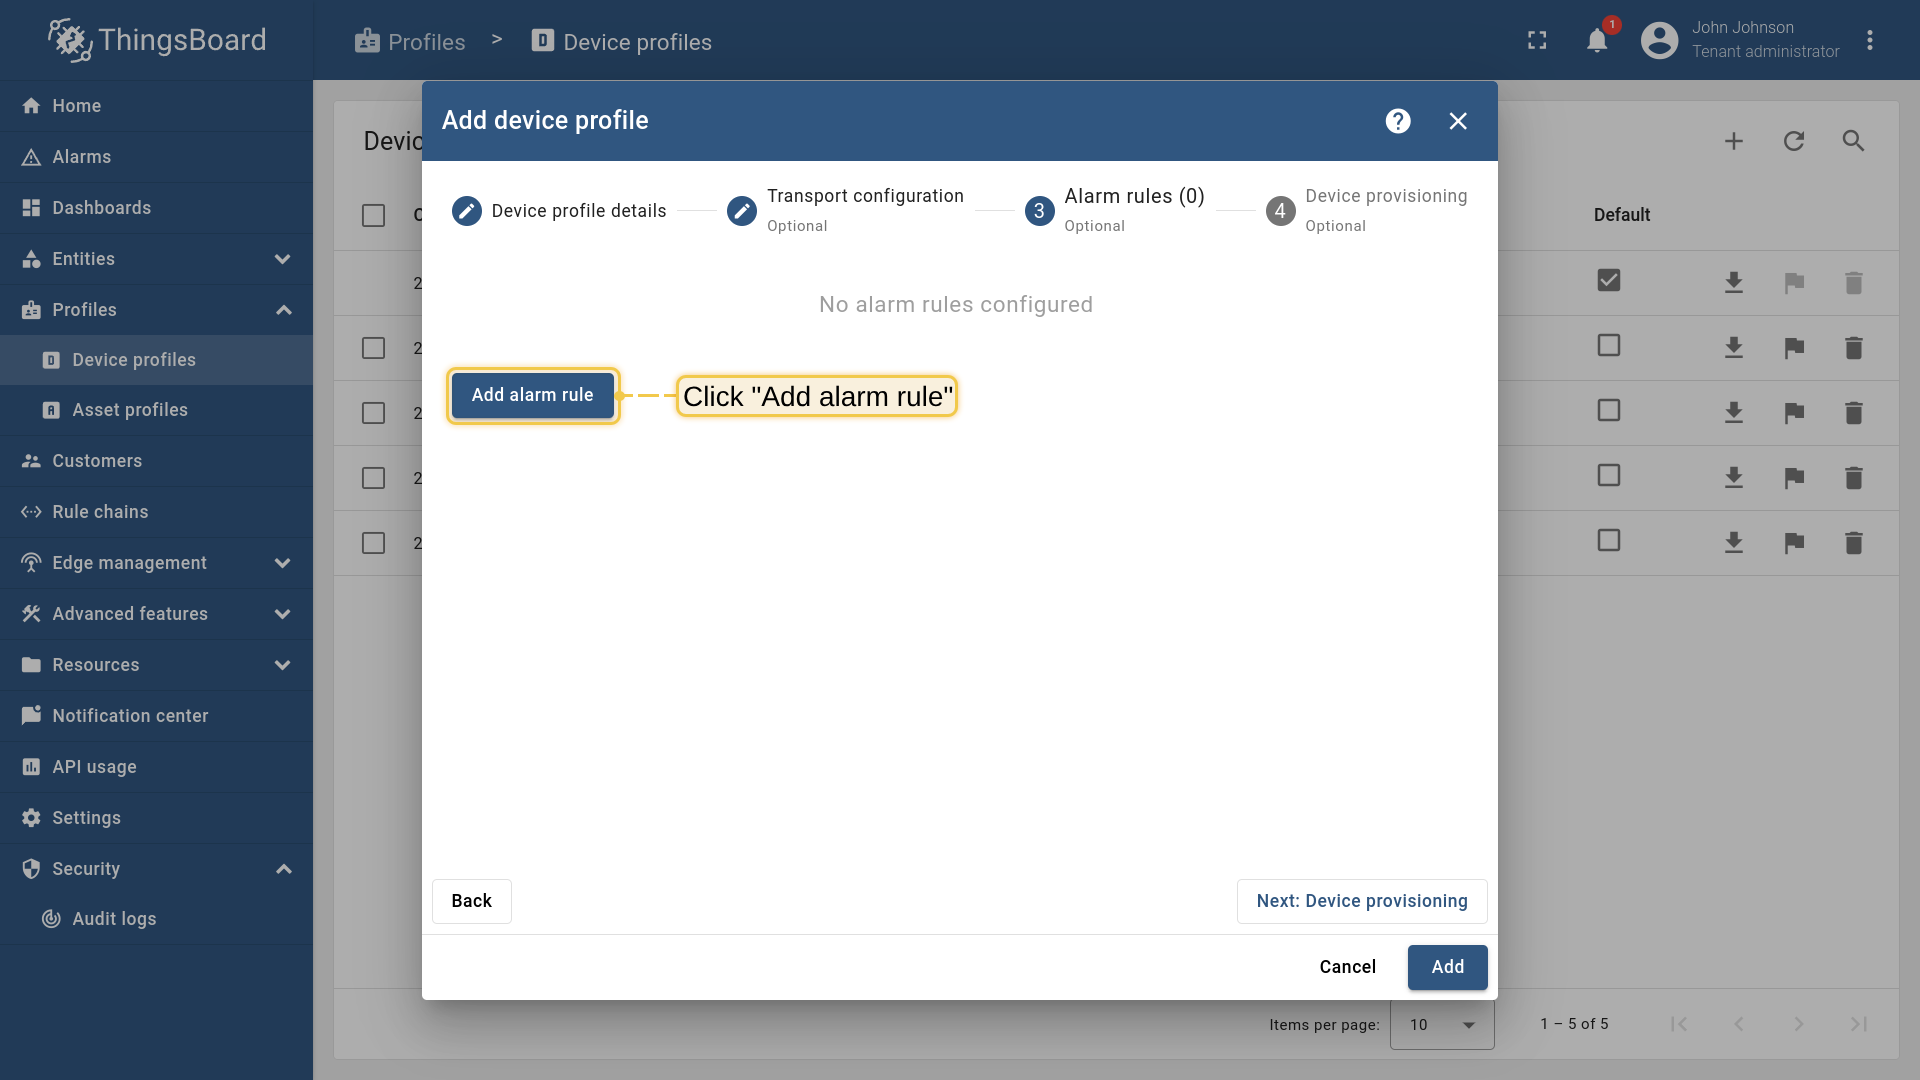 ThingsBoard
Profiles > Device profiles
1
John Johnson
Tenant administrator
Home
Alarms
Dashboards
Entities
Profiles
Device profiles
Asset profiles
Customers
Rule chains
Edge management
Advanced features
Resources
Notification center
API usage
Settings
Security
Audit logs
Devic
Default
2
2
2
2
2
Add device profile
Device profile details
Transport configuration
Optional
3
Alarm rules (0)
Optional
4
Device provisioning
Optional
No alarm rules configured
Add alarm rule
Click "Add alarm rule"
Back
Next: Device provisioning
Cancel
Add
Items per page: 10
1 – 5 of 5